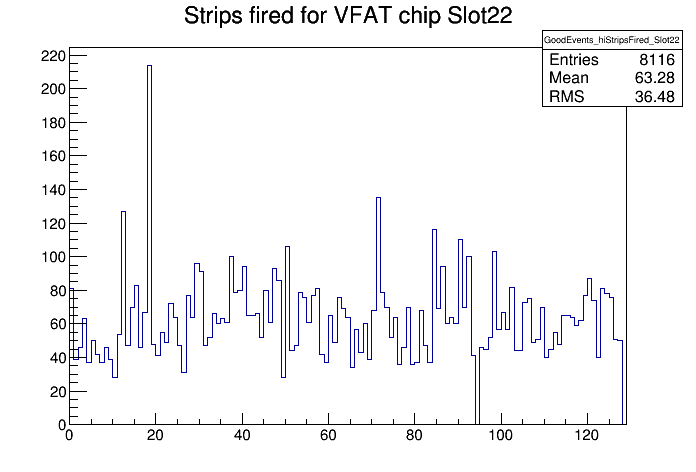 Strips fired for VFAT chip Slot22
GoodEvents_hiStripsFired_Slot22
Entries 8116
Mean 63.28
RMS 36.48
220
200
180
160
140
120
100
80
60
40
20
0
0 20 40 60 80 100 120